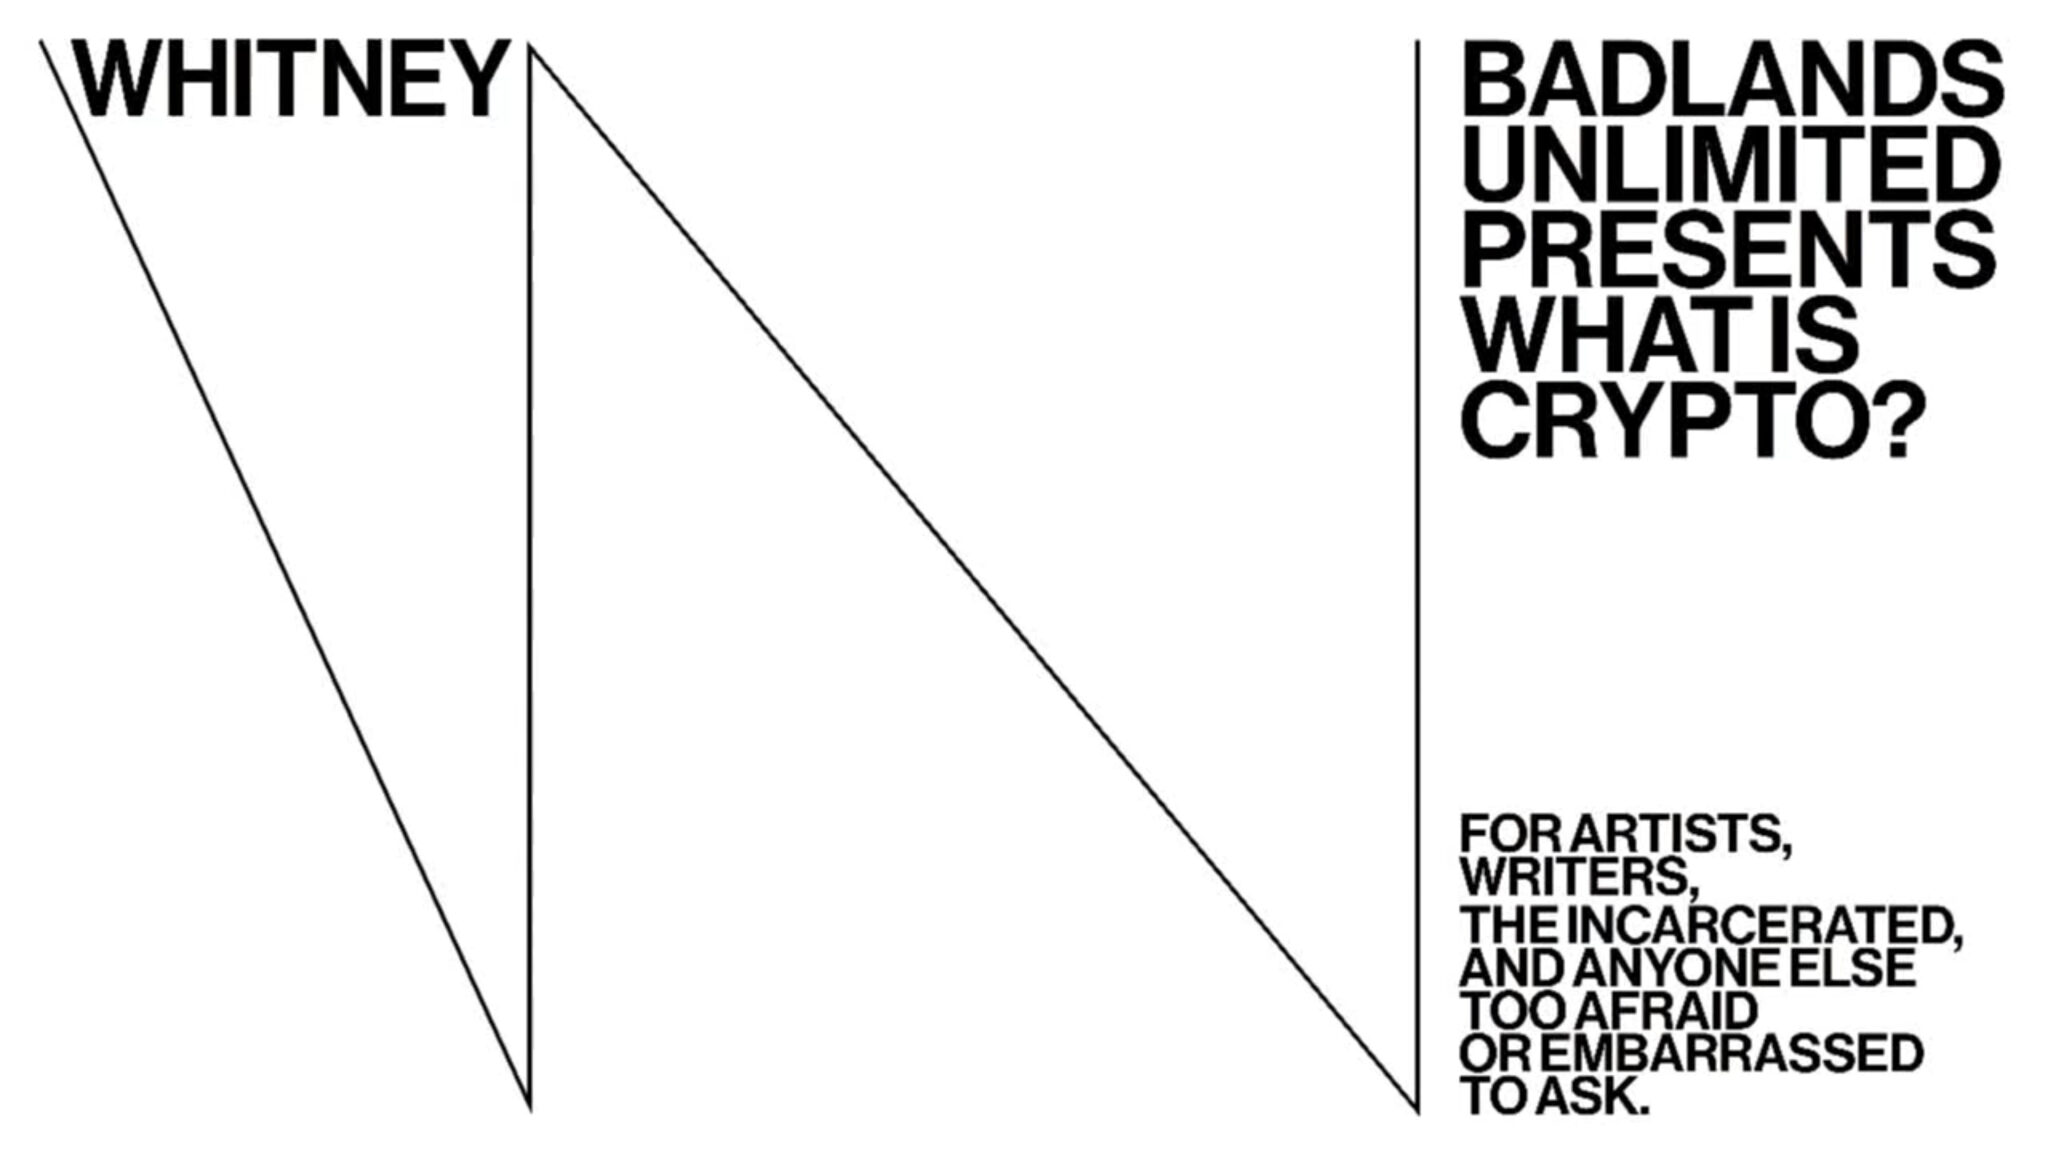 WHITNEY
BADLANDS
UNLIMITED
PRESENTS
WHAT IS
CRYPTO?
FOR ARTISTS,
WRITERS,
THE INCARCERATED,
AND ANYONE ELSE
TOO AFRAID
OR EMBARRASSED
TO ASK.